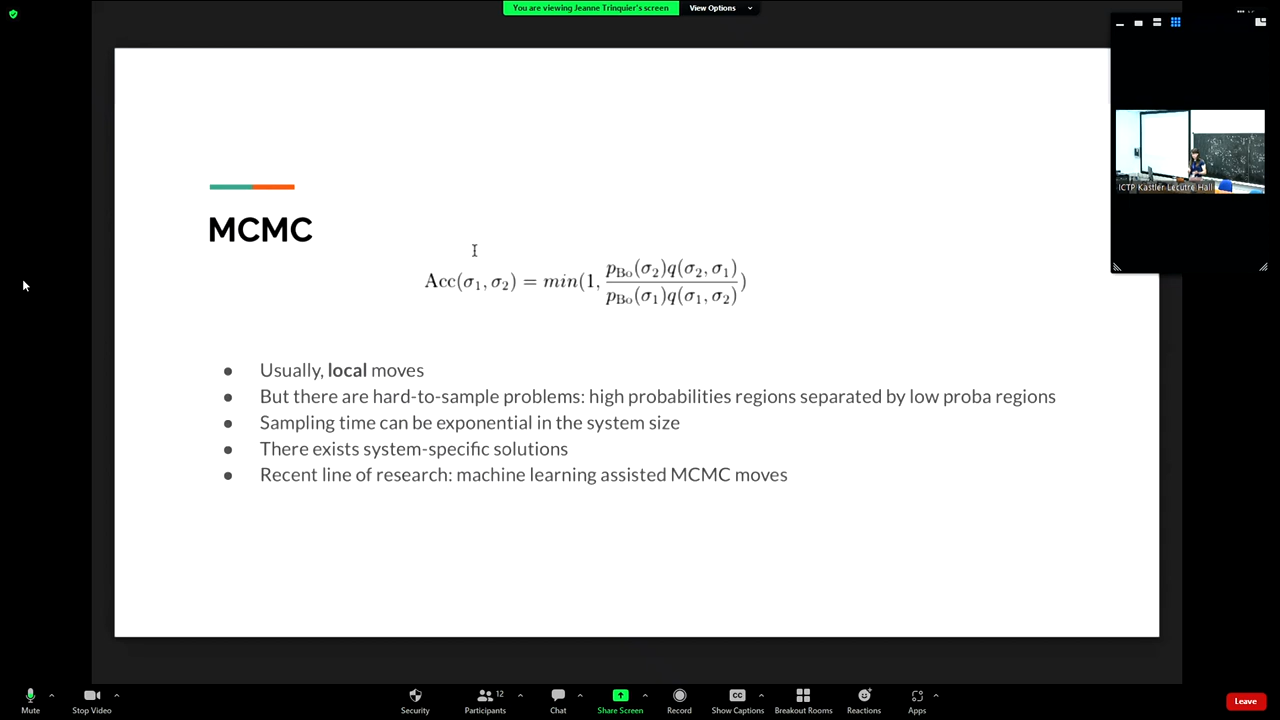 You are viewing Jeanne Trinquier's screen
View Options
MCMC
Acc(σ₁, σ₂) = min(1, p_Bo(σ₂)q(σ₂, σ₁) / p_Bo(σ₁)q(σ₁, σ₂))
● Usually, local moves
● But there are hard-to-sample problems: high probabilities regions separated by low proba regions
● Sampling time can be exponential in the system size
● There exists system-specific solutions
● Recent line of research: machine learning assisted MCMC moves
ICTP Kastler Lecutre Hall
Mute
Stop Video
Security
Participants 12
Chat
Share Screen
Record
Show Captions
Breakout Rooms
Reactions
Apps
Leave